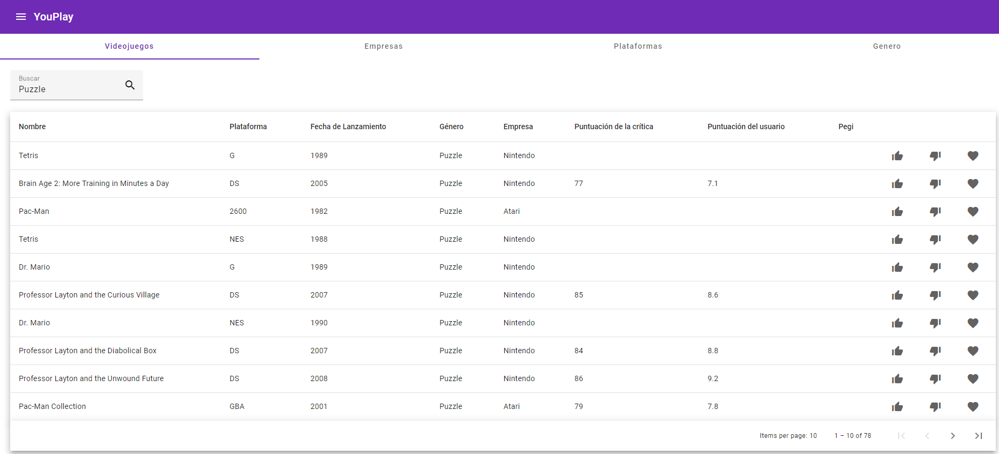 YouPlay
Videojuegos Empresas Plataformas Genero
Buscar
Puzzle
Nombre Plataforma Fecha de Lanzamiento Género Empresa Puntuación de la crítica Puntuación del usuario Pegi
Tetris G 1989 Puzzle Nintendo
Brain Age 2: More Training in Minutes a Day DS 2005 Puzzle Nintendo 77 7.1
Pac-Man 2600 1982 Puzzle Atari
Tetris NES 1988 Puzzle Nintendo
Dr. Mario G 1989 Puzzle Nintendo
Professor Layton and the Curious Village DS 2007 Puzzle Nintendo 85 8.6
Dr. Mario NES 1990 Puzzle Nintendo
Professor Layton and the Diabolical Box DS 2007 Puzzle Nintendo 84 8.8
Professor Layton and the Unwound Future DS 2008 Puzzle Nintendo 86 9.2
Pac-Man Collection GBA 2001 Puzzle Atari 79 7.8
Items per page: 10 1 – 10 of 78